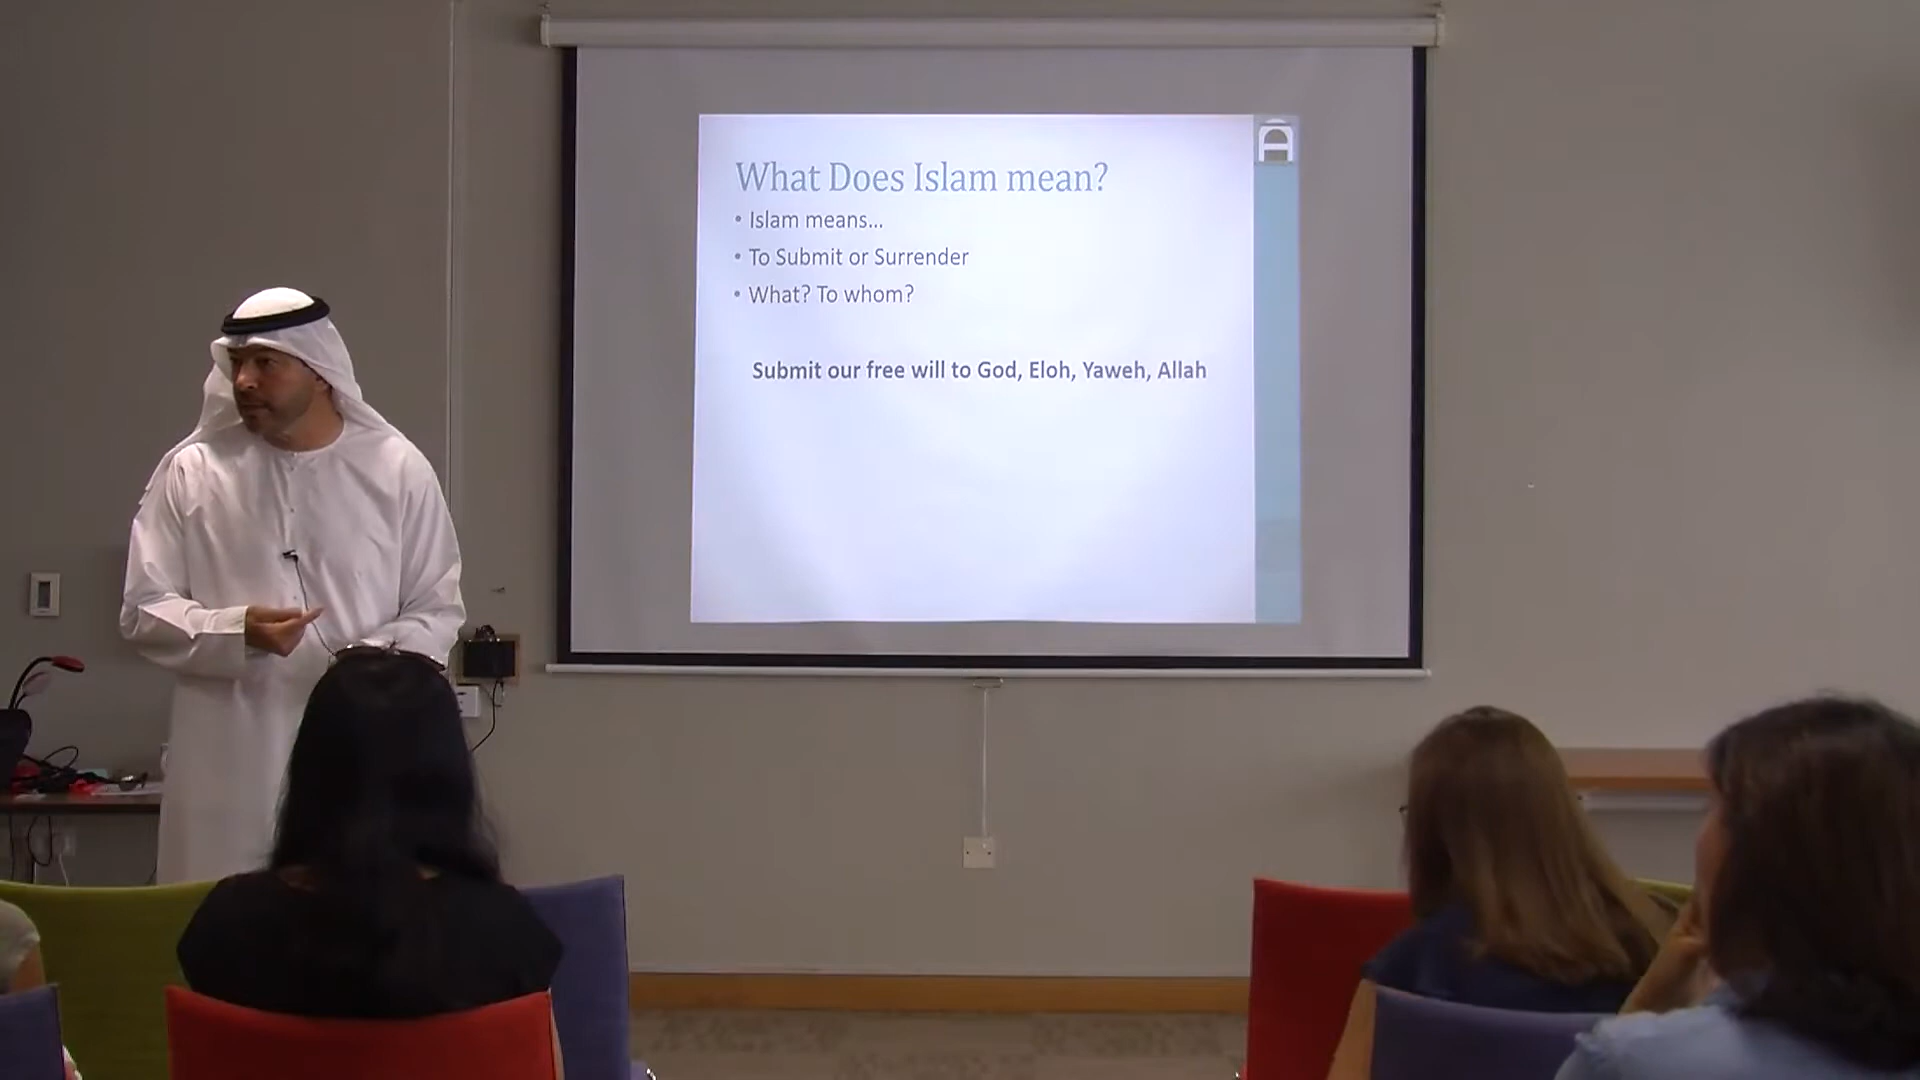 What Does Islam mean?
• Islam means...
• To Submit or Surrender
• What? To whom?
Submit our free will to God, Eloh, Yaweh, Allah